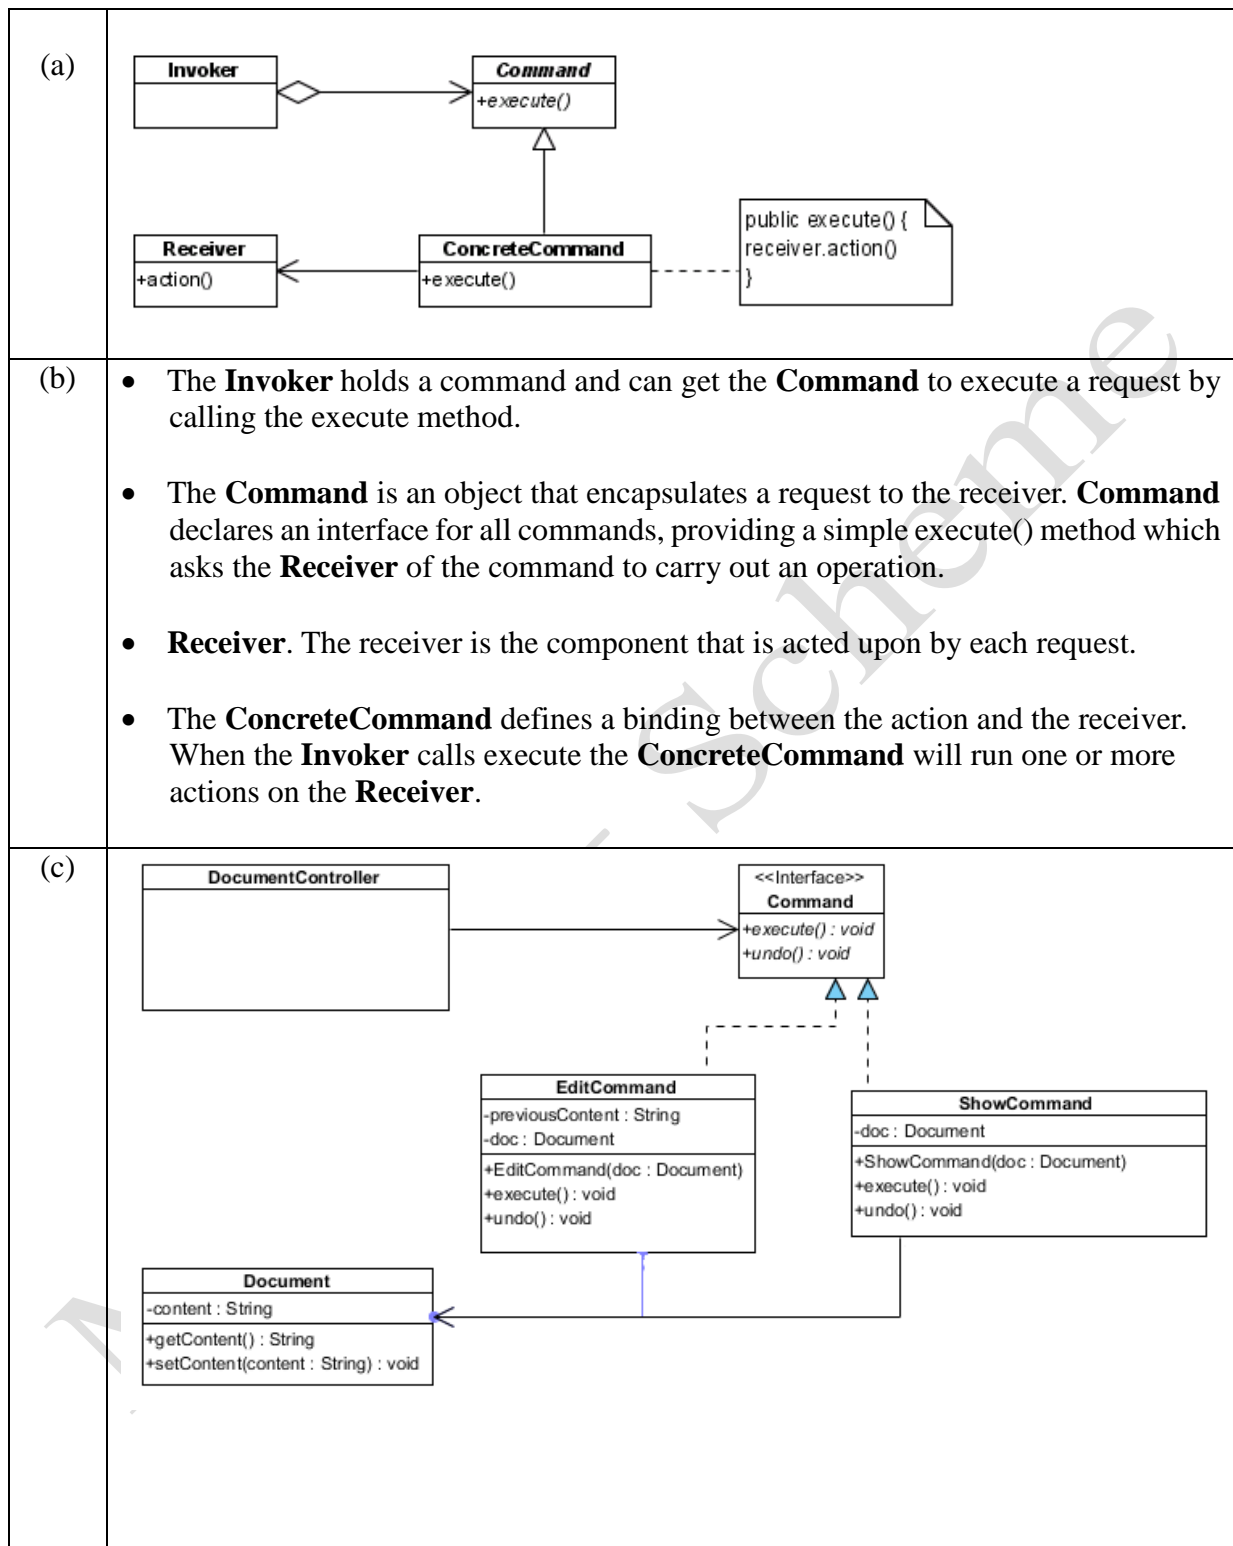 (a)
Invoker
Command
+execute()
Receiver
+action()
ConcreteCommand
+execute()
public execute() {
receiver.action()
}
(b)
• The Invoker holds a command and can get the Command to execute a request by
calling the execute method.
• The Command is an object that encapsulates a request to the receiver. Command
declares an interface for all commands, providing a simple execute() method which
asks the Receiver of the command to carry out an operation.
• Receiver. The receiver is the component that is acted upon by each request.
• The ConcreteCommand defines a binding between the action and the receiver.
When the Invoker calls execute the ConcreteCommand will run one or more
actions on the Receiver.
(c)
DocumentController
<<Interface>>
Command
+execute() : void
+undo() : void
EditCommand
-previousContent : String
-doc : Document
+EditCommand(doc : Document)
+execute() : void
+undo() : void
ShowCommand
-doc : Document
+ShowCommand(doc : Document)
+execute() : void
+undo() : void
Document
-content : String
+getContent() : String
+setContent(content : String) : void
Scheme